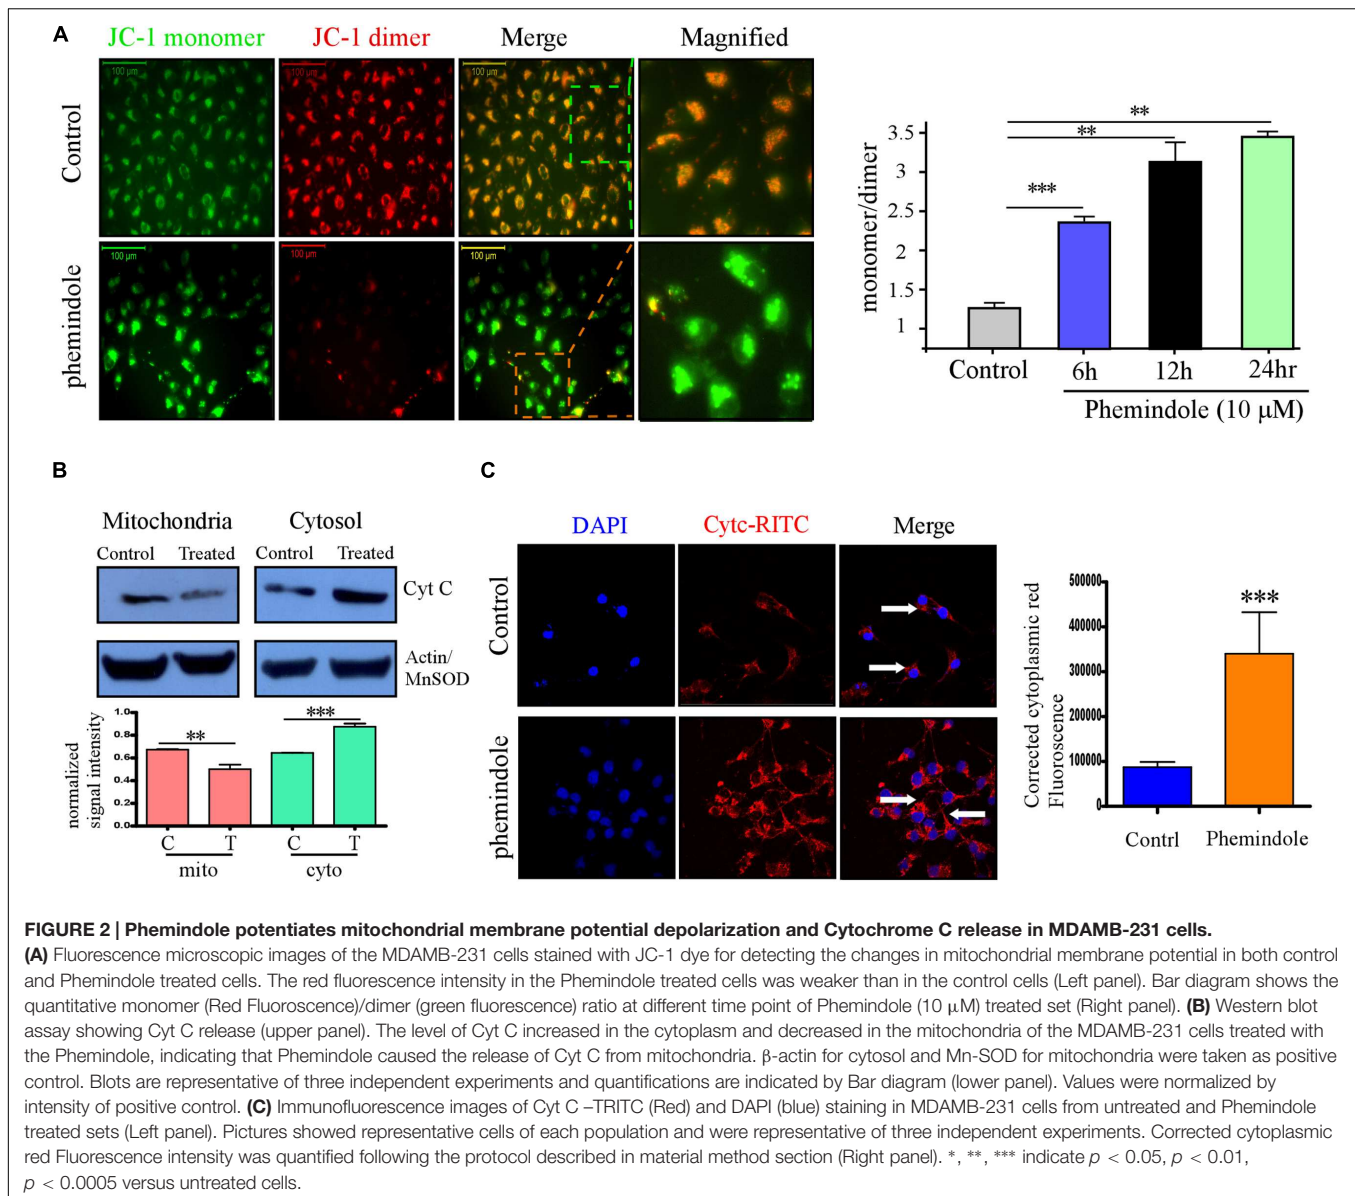 A
JC-1 monomer JC-1 dimer Merge Magnified
Control
100 µm 100 µm 100 µm
phemindole
100 µm 100 µm 100 µm
monomer/dimer
3.5
3
2.5
2
1.5
1
***
**
**
Control 6h 12h 24hr
Phemindole (10 µM)
B
Mitochondria Cytosol
Control Treated Control Treated
Cyt C
Actin/
MnSOD
normalized
signal intensity
1.0
0.8
0.6
0.4
0.2
0.0
**
***
C T C T
mito cyto
C
DAPI Cytc-RITC Merge
Control
phemindole
Corrected cytoplasmic red
Fluoroscence
500000
400000
300000
200000
100000
0
***
Contrl Phemindole
FIGURE 2 | Phemindole potentiates mitochondrial membrane potential depolarization and Cytochrome C release in MDAMB-231 cells.
(A) Fluorescence microscopic images of the MDAMB-231 cells stained with JC-1 dye for detecting the changes in mitochondrial membrane potential in both control
and Phemindole treated cells. The red fluorescence intensity in the Phemindole treated cells was weaker than in the control cells (Left panel). Bar diagram shows the
quantitative monomer (Red Fluoroscence)/dimer (green fluorescence) ratio at different time point of Phemindole (10 µM) treated set (Right panel). (B) Western blot
assay showing Cyt C release (upper panel). The level of Cyt C increased in the cytoplasm and decreased in the mitochondria of the MDAMB-231 cells treated with
the Phemindole, indicating that Phemindole caused the release of Cyt C from mitochondria. β-actin for cytosol and Mn-SOD for mitochondria were taken as positive
control. Blots are representative of three independent experiments and quantifications are indicated by Bar diagram (lower panel). Values were normalized by
intensity of positive control. (C) Immunofluorescence images of Cyt C –TRITC (Red) and DAPI (blue) staining in MDAMB-231 cells from untreated and Phemindole
treated sets (Left panel). Pictures showed representative cells of each population and were representative of three independent experiments. Corrected cytoplasmic
red Fluorescence intensity was quantified following the protocol described in material method section (Right panel). *, **, *** indicate p < 0.05, p < 0.01,
p < 0.0005 versus untreated cells.